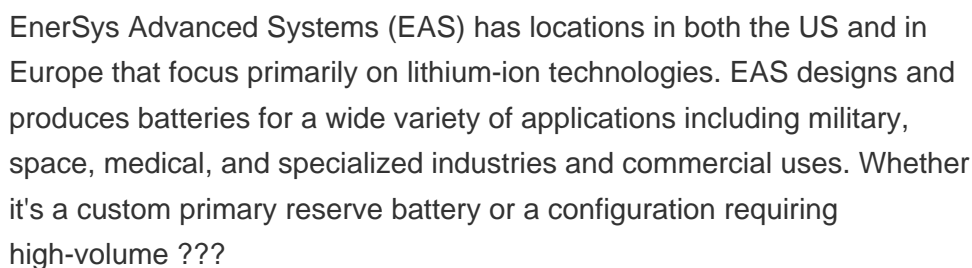 EnerSys Advanced Systems (EAS) has locations in both the US and in
Europe that focus primarily on lithium-ion technologies. EAS designs and
produces batteries for a wide variety of applications including military,
space, medical, and specialized industries and commercial uses. Whether
it's a custom primary reserve battery or a configuration requiring
high-volume ???